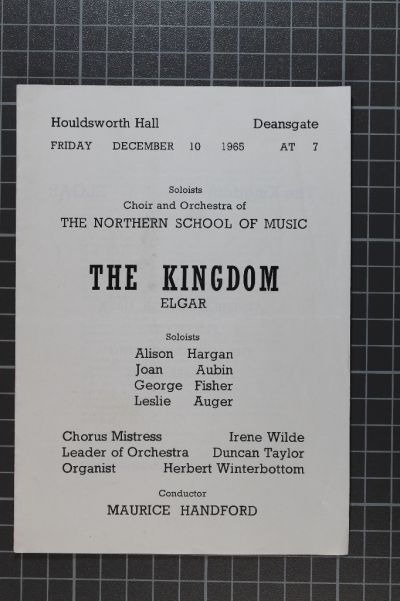 Houldsworth Hall Deansgate
FRIDAY DECEMBER 10 1965 AT 7
Soloists
Choir and Orchestra of
THE NORTHERN SCHOOL OF MUSIC
THE KINGDOM
ELGAR
Soloists
Alison Hargan
Joan Aubin
George Fisher
Leslie Auger
Chorus Mistress Irene Wilde
Leader of Orchestra Duncan Taylor
Organist Herbert Winterbottom
Conductor
MAURICE HANDFORD